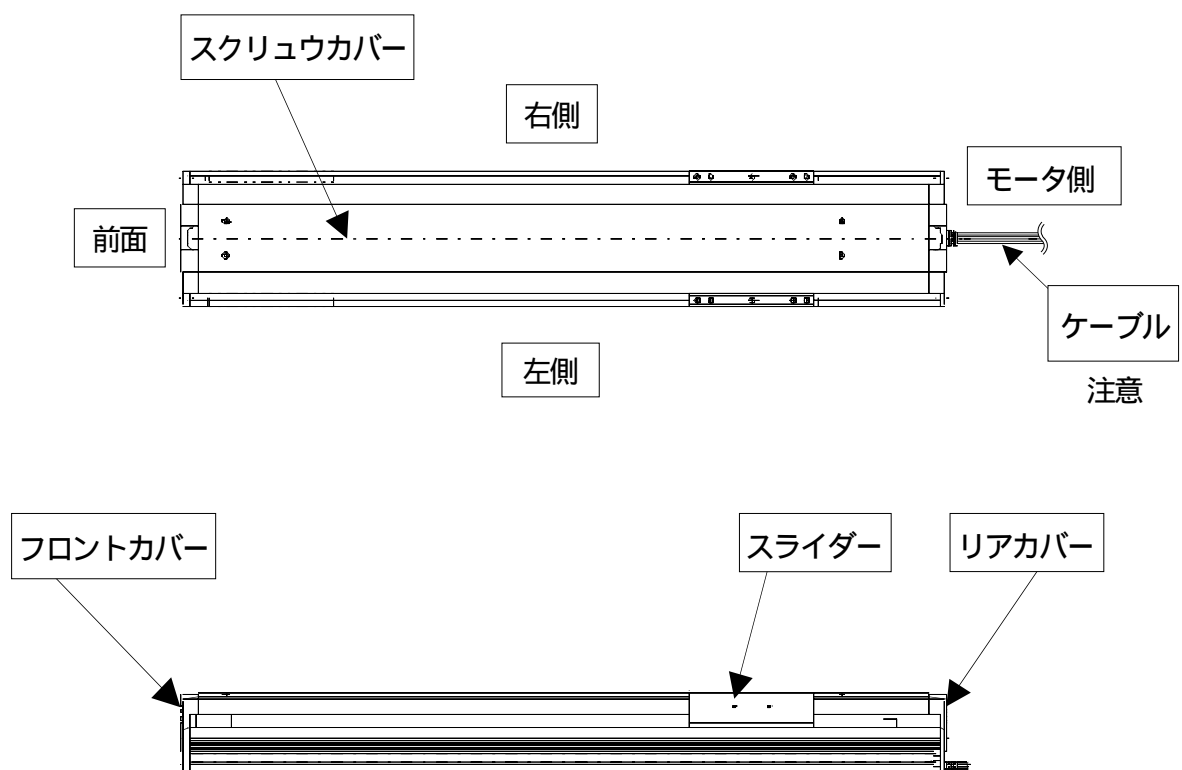 スクリュウカバー
右側
モータ側
前面
ケーブル
左側
注意
フロントカバー
スライダー
リアカバー